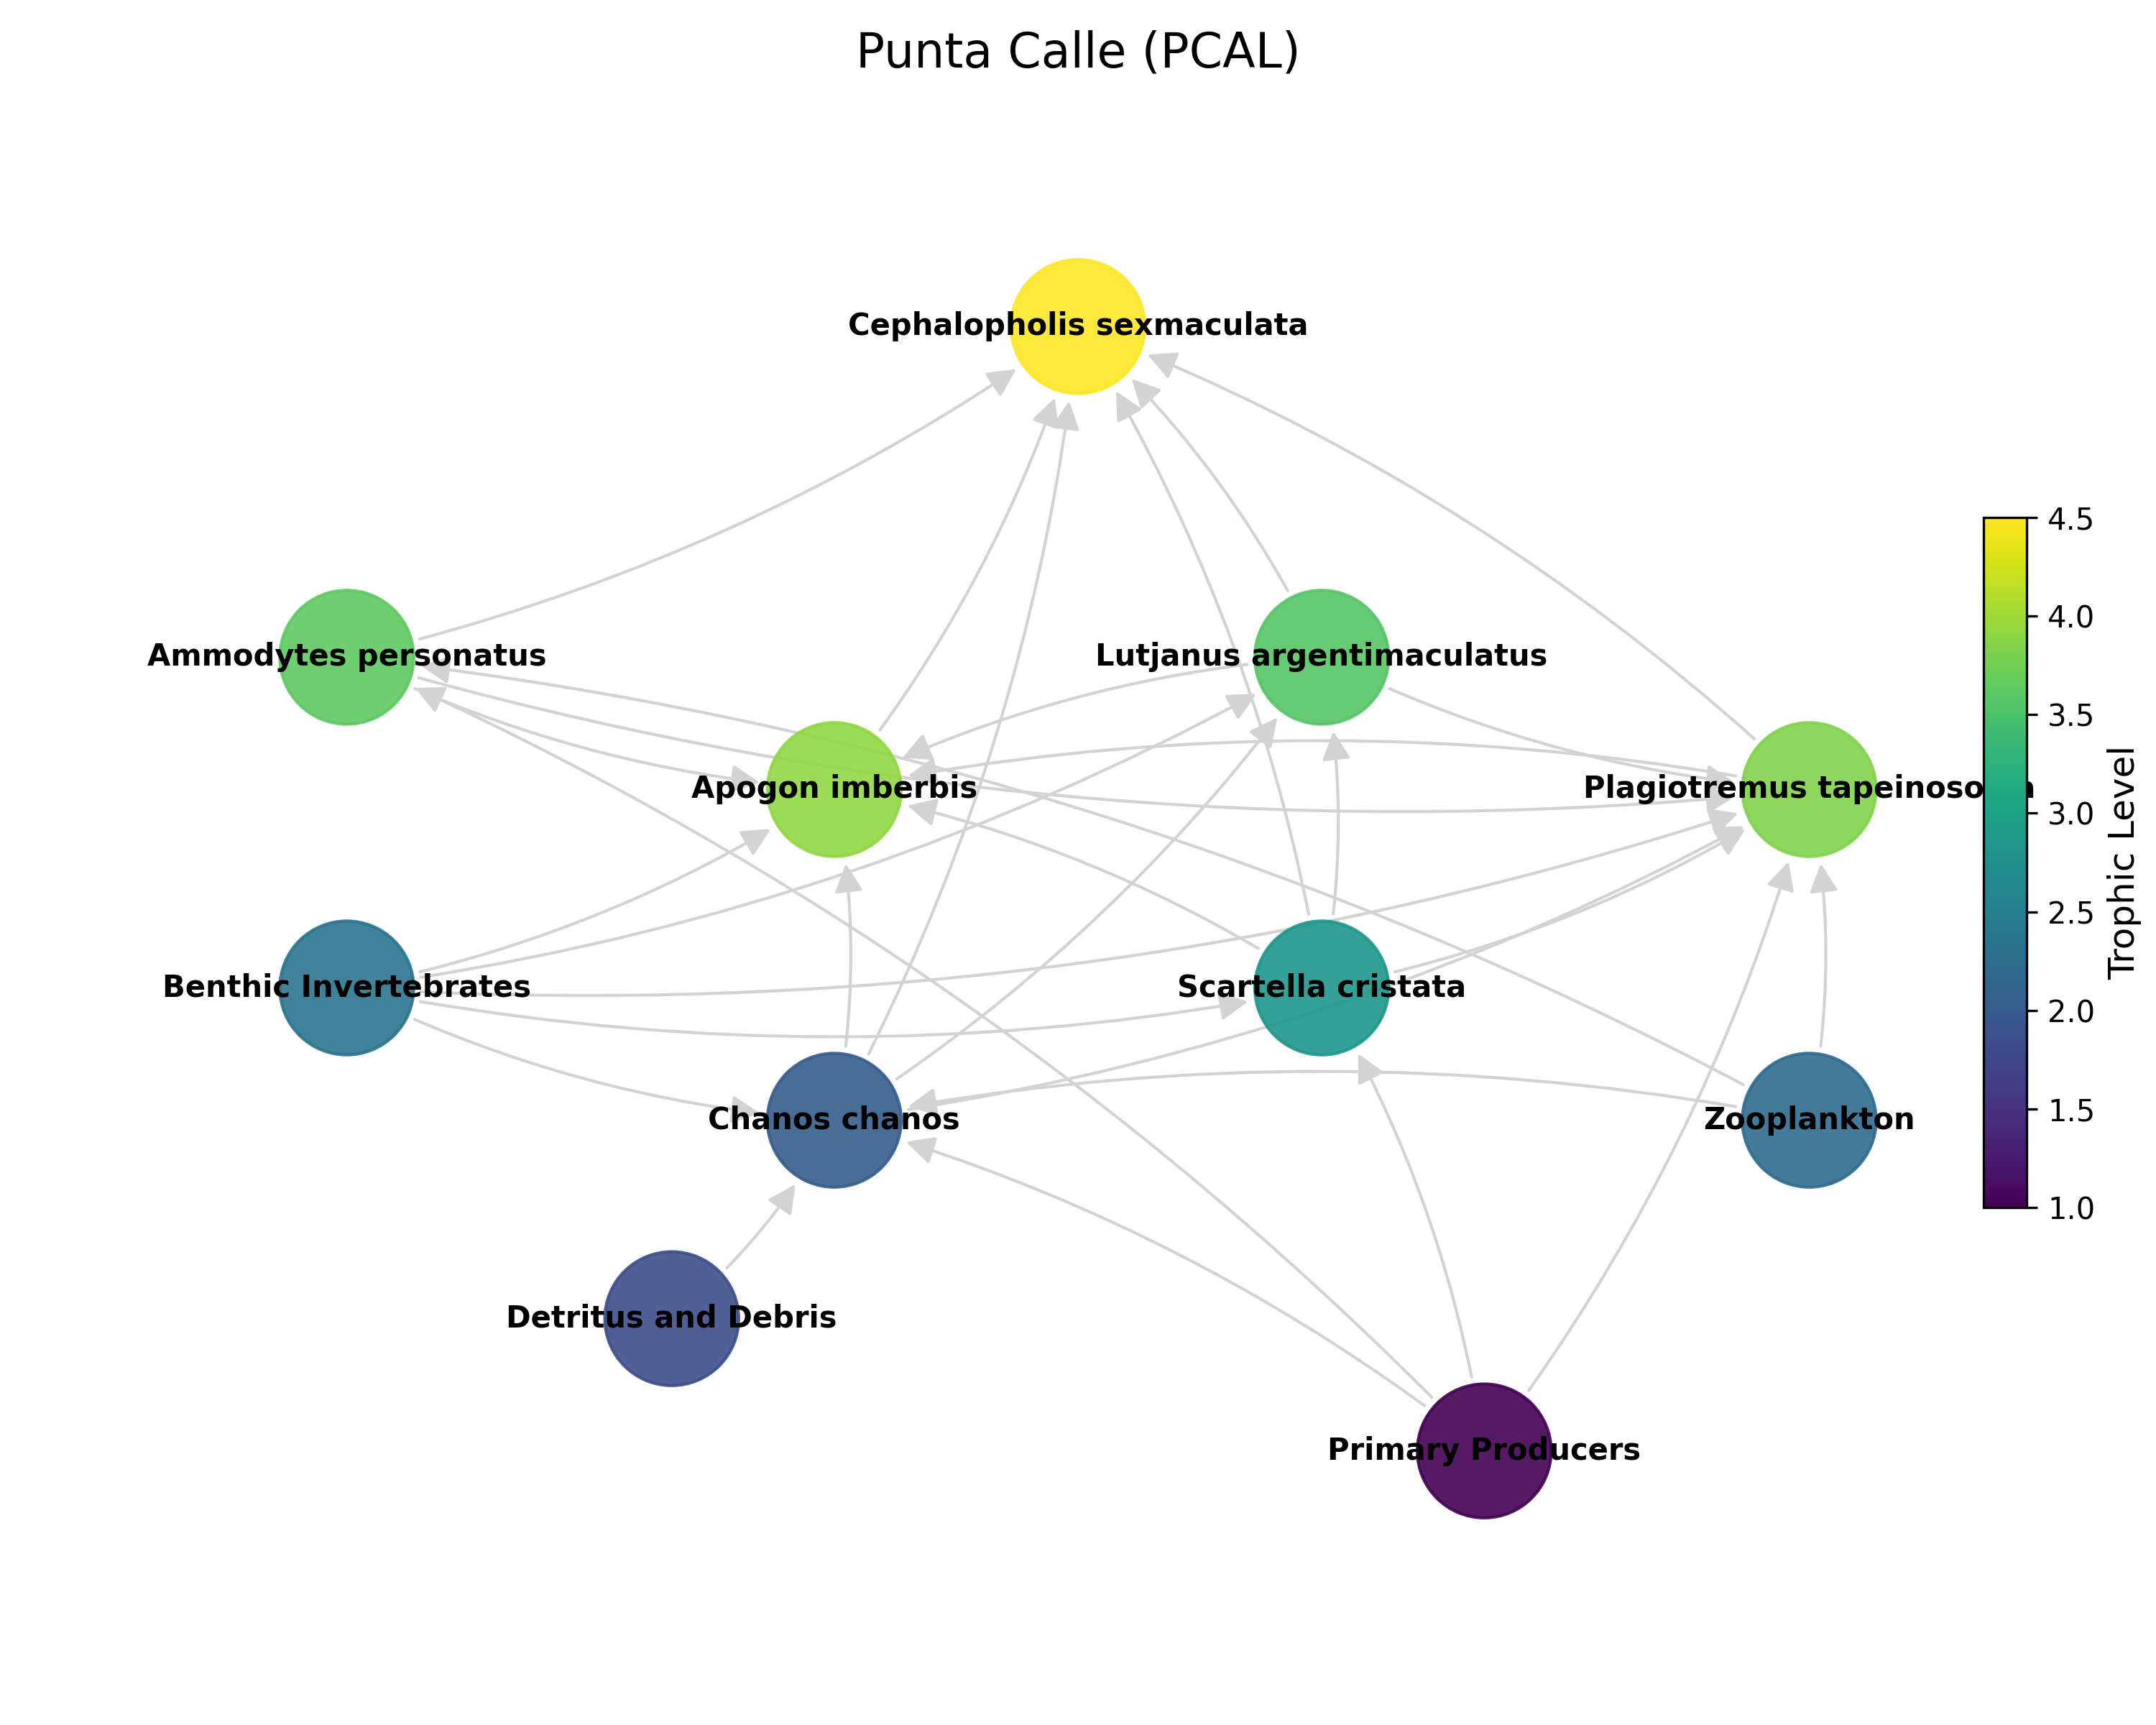 Punta Calle (PCAL)
Cephalopholis sexmaculata
Ammodytes personatus
Lutjanus argentimaculatus
Apogon imberbis
Plagiotremus tapeinoso
Benthic Invertebrates
Scartella cristata
Chanos chanos
Zooplankton
Detritus and Debris
Primary Producers
4.5
4.0
3.5
3.0
2.5
2.0
1.5
1.0
Trophic Level